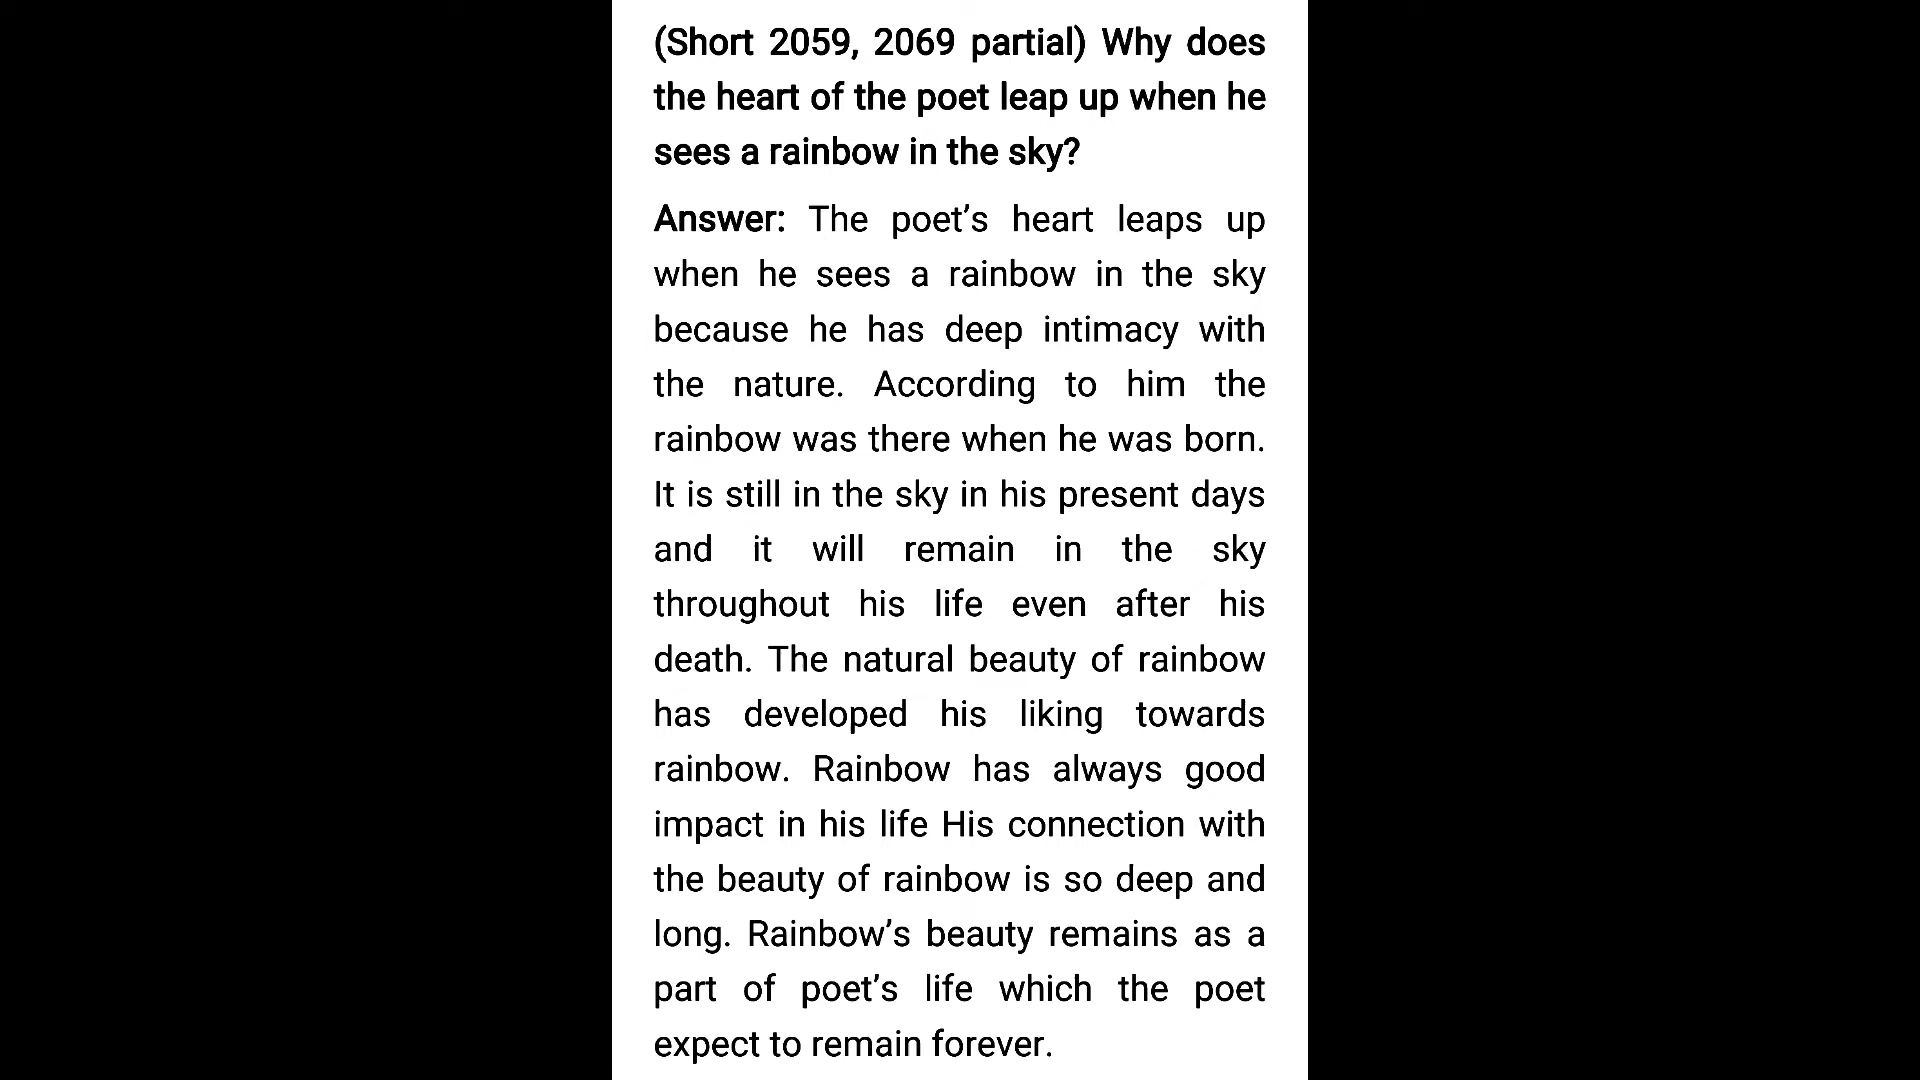 (Short 2059, 2069 partial) Why does
the heart of the poet leap up when he
sees a rainbow in the sky?
Answer: The poet’s heart leaps up
when he sees a rainbow in the sky
because he has deep intimacy with
the nature. According to him the
rainbow was there when he was born.
It is still in the sky in his present days
and it will remain in the sky
throughout his life even after his
death. The natural beauty of rainbow
has developed his liking towards
rainbow. Rainbow has always good
impact in his life His connection with
the beauty of rainbow is so deep and
long. Rainbow’s beauty remains as a
part of poet’s life which the poet
expect to remain forever.